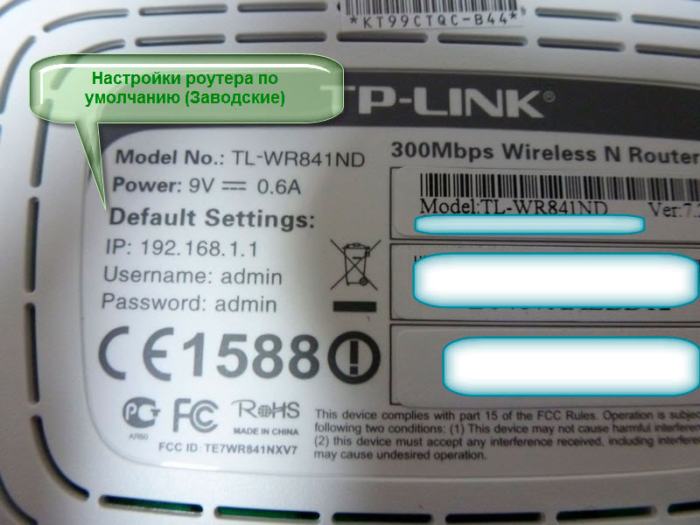 *KT99CTQC-B44*
Настройки роутера по
умолчанию (Заводские)
TP-LINK®
Model No.: TL-WR841ND
300Mbps Wireless N Router
Power: 9V 0.6A
Model:TL-WR841ND Ver:7.
Default Settings:
IP: 192.168.1.1
Username: admin
Password: admin
CE1588
FC
RoHS
MADE IN CHINA
FCC ID: TE7WR841NXV7
This device complies with part 15 of the FCC Rules. Operation is
following two conditions: (1) This device may not cause harmful
(2) this device must accept any interference received, including
may cause undesired operation.